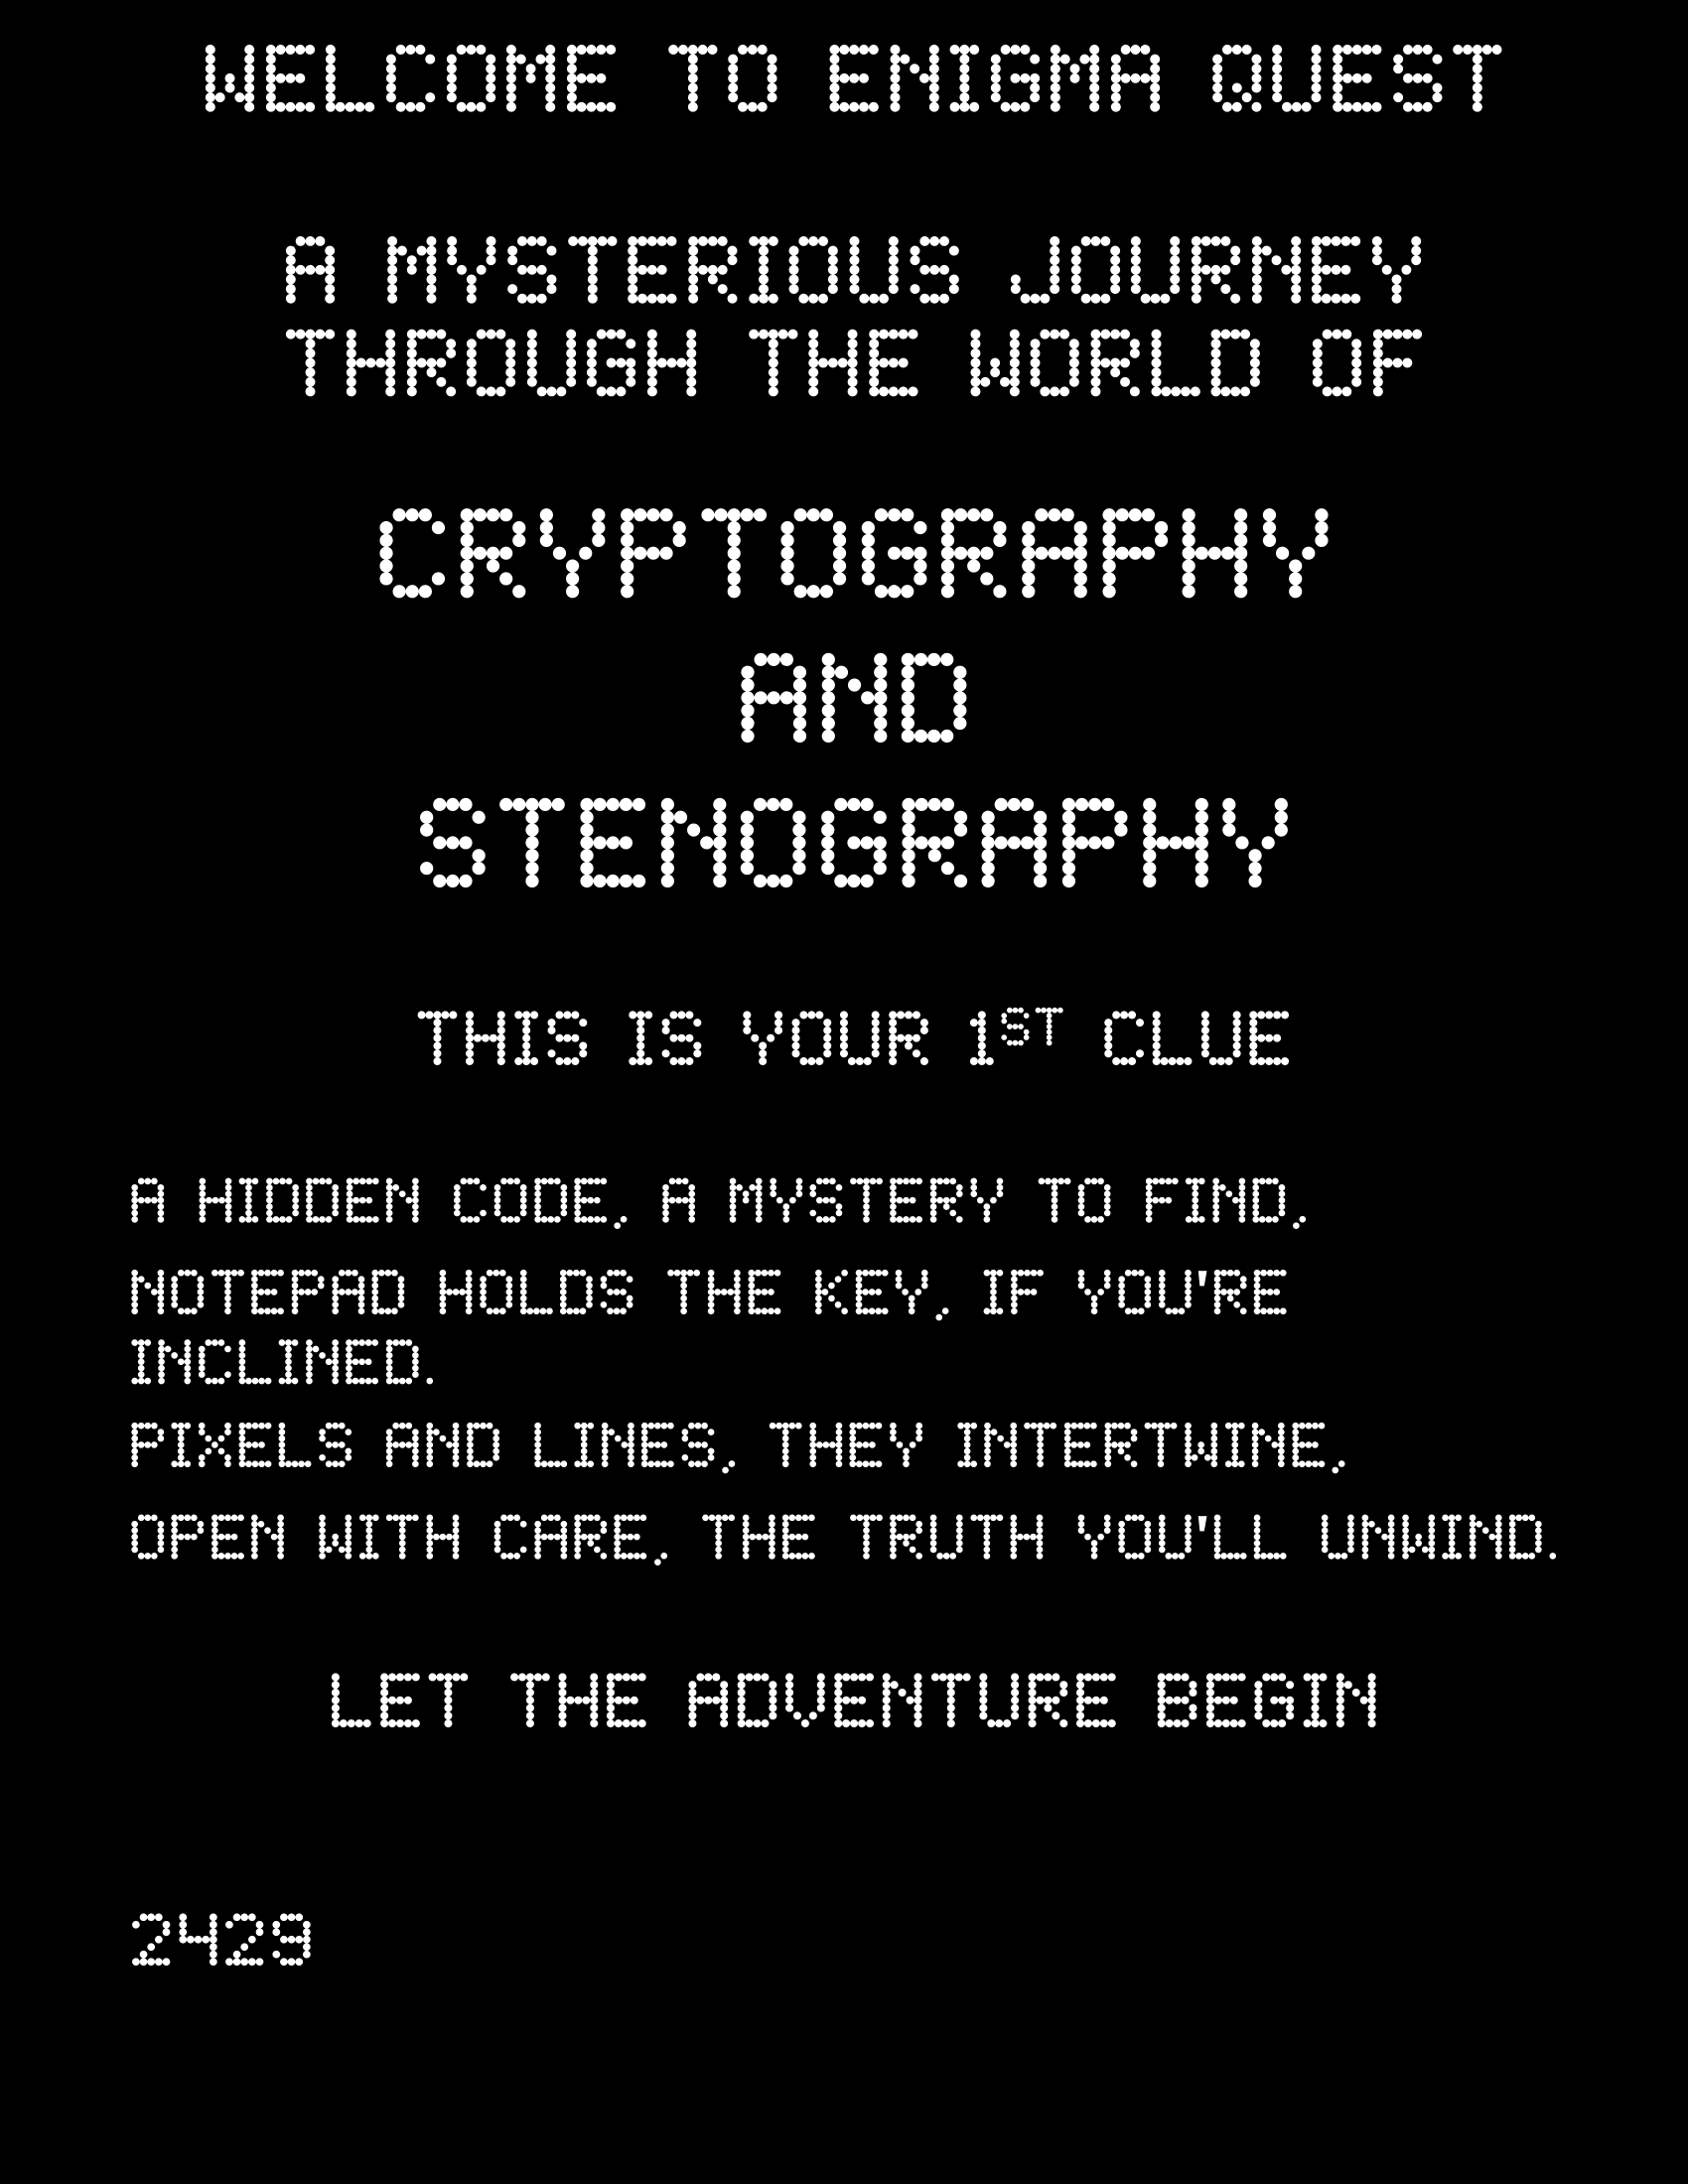 WELCOME TO ENIGMA QUEST
A MYSTERIOUS JOURNEY
THROUGH THE WORLD OF
CRYPTOGRAPHY
AND
STENOGRAPHY
THIS IS YOUR 1ST CLUE
A HIDDEN CODE, A MYSTERY TO FIND,
NOTEPAD HOLDS THE KEY, IF YOU'RE
INCLINED.
PIXELS AND LINES, THEY INTERTWINE,
OPEN WITH CARE, THE TRUTH YOU'LL UNWIND.
LET THE ADVENTURE BEGIN
2429